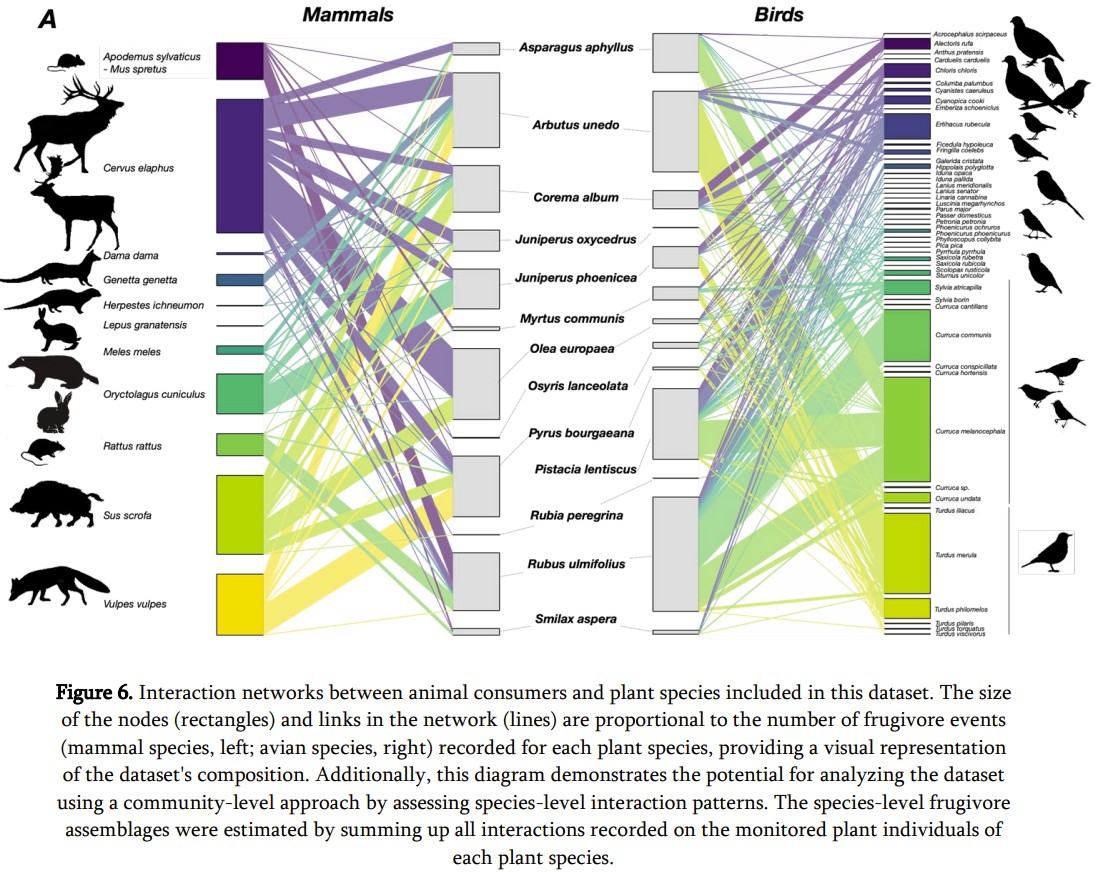 A
Mammals
Birds
Apodemus sylvaticus
- Mus spretus
Cervus elaphus
Dama dama
Genetta genetta
Herpestes ichneumon
Lepus granatensis
Meles meles
Oryctolagus cuniculus
Rattus rattus
Sus scrofa
Vulpes vulpes
Asparagus aphyllus
Arbutus unedo
Corema album
Juniperus oxycedrus
Juniperus phoenicea
Myrtus communis
Olea europaea
Osyris lanceolata
Pyrus bourgaeana
Pistacia lentiscus
Rubia peregrina
Rubus ulmifolius
Smilax aspera
Acrocephalus scirpaceus
Alectoris rufa
Anthus pratensis
Carduelis carduelis
Chloris chloris
Columba palumbus
Cyanistes caeruleus
Cyanopica cooki
Emberiza schoeniclus
Erithacus rubecula
Ficedula hypoleuca
Fringilla coelebs
Galerida cristata
Hippolais polyglotta
Iduna opaca
Iduna pallida
Lanius meridionalis
Lanius senator
Linaria cannabina
Luscinia megarhynchos
Parus major
Passer domesticus
Petronia petronia
Phoenicurus ochruros
Phoenicurus phoenicurus
Phylloscopus collybita
Pica pica
Pyrrhula pyrrhula
Saxicola rubetra
Saxicola rubicola
Scolopax rusticola
Sturnus unicolor
Sylvia atricapilla
Sylvia borin
Curruca cantillans
Curruca communis
Curruca conspicillata
Curruca hortensis
Curruca melanocephala
Curruca sp.
Curruca undata
Turdus iliacus
Turdus merula
Turdus philomelos
Turdus pilaris
Turdus torquatus
Turdus viscivorus
Figure 6. Interaction networks between animal consumers and plant species included in this dataset. The size
of the nodes (rectangles) and links in the network (lines) are proportional to the number of frugivore events
(mammal species, left; avian species, right) recorded for each plant species, providing a visual representation
of the dataset's composition. Additionally, this diagram demonstrates the potential for analyzing the dataset
using a community-level approach by assessing species-level interaction patterns. The species-level frugivore
assemblages were estimated by summing up all interactions recorded on the monitored plant individuals of
each plant species.